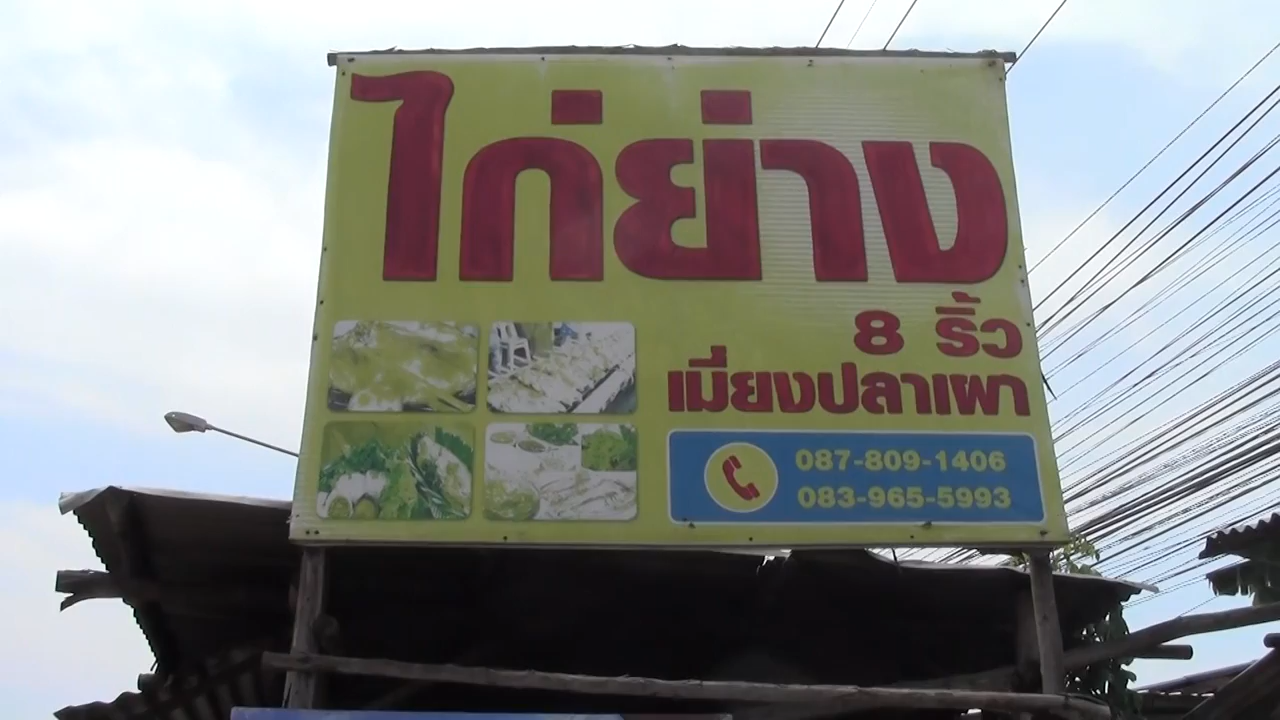 ไก่ย่าง
8 ริ้ว
เมี่ยงปลาเผา
087-809-1406
083-965-5993